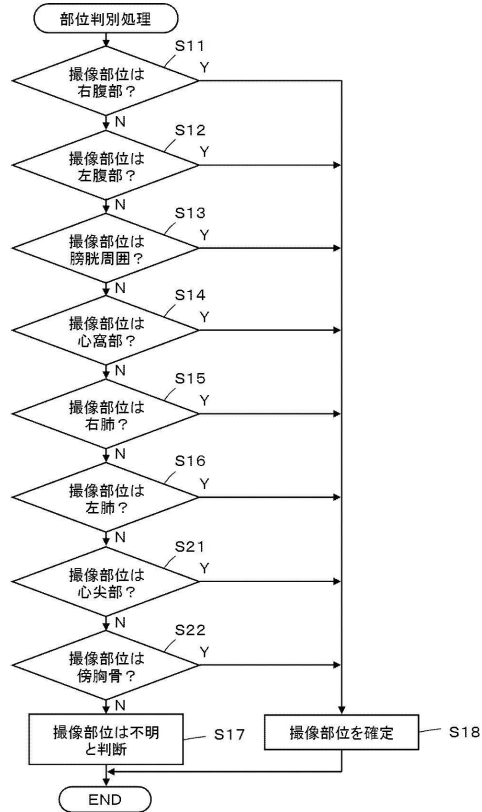 部位判別処理
S11
撮像部位は
右腹部？
Y
N
S12
撮像部位は
左腹部？
Y
N
S13
撮像部位は
膀胱周囲？
Y
N
S14
撮像部位は
心窩部？
Y
N
S15
撮像部位は
右肺？
Y
N
S16
撮像部位は
左肺？
Y
N
S21
撮像部位は
心尖部？
Y
N
S22
撮像部位は
傍胸骨？
Y
N
撮像部位は不明
と判断
S17
撮像部位を確定
S18
END